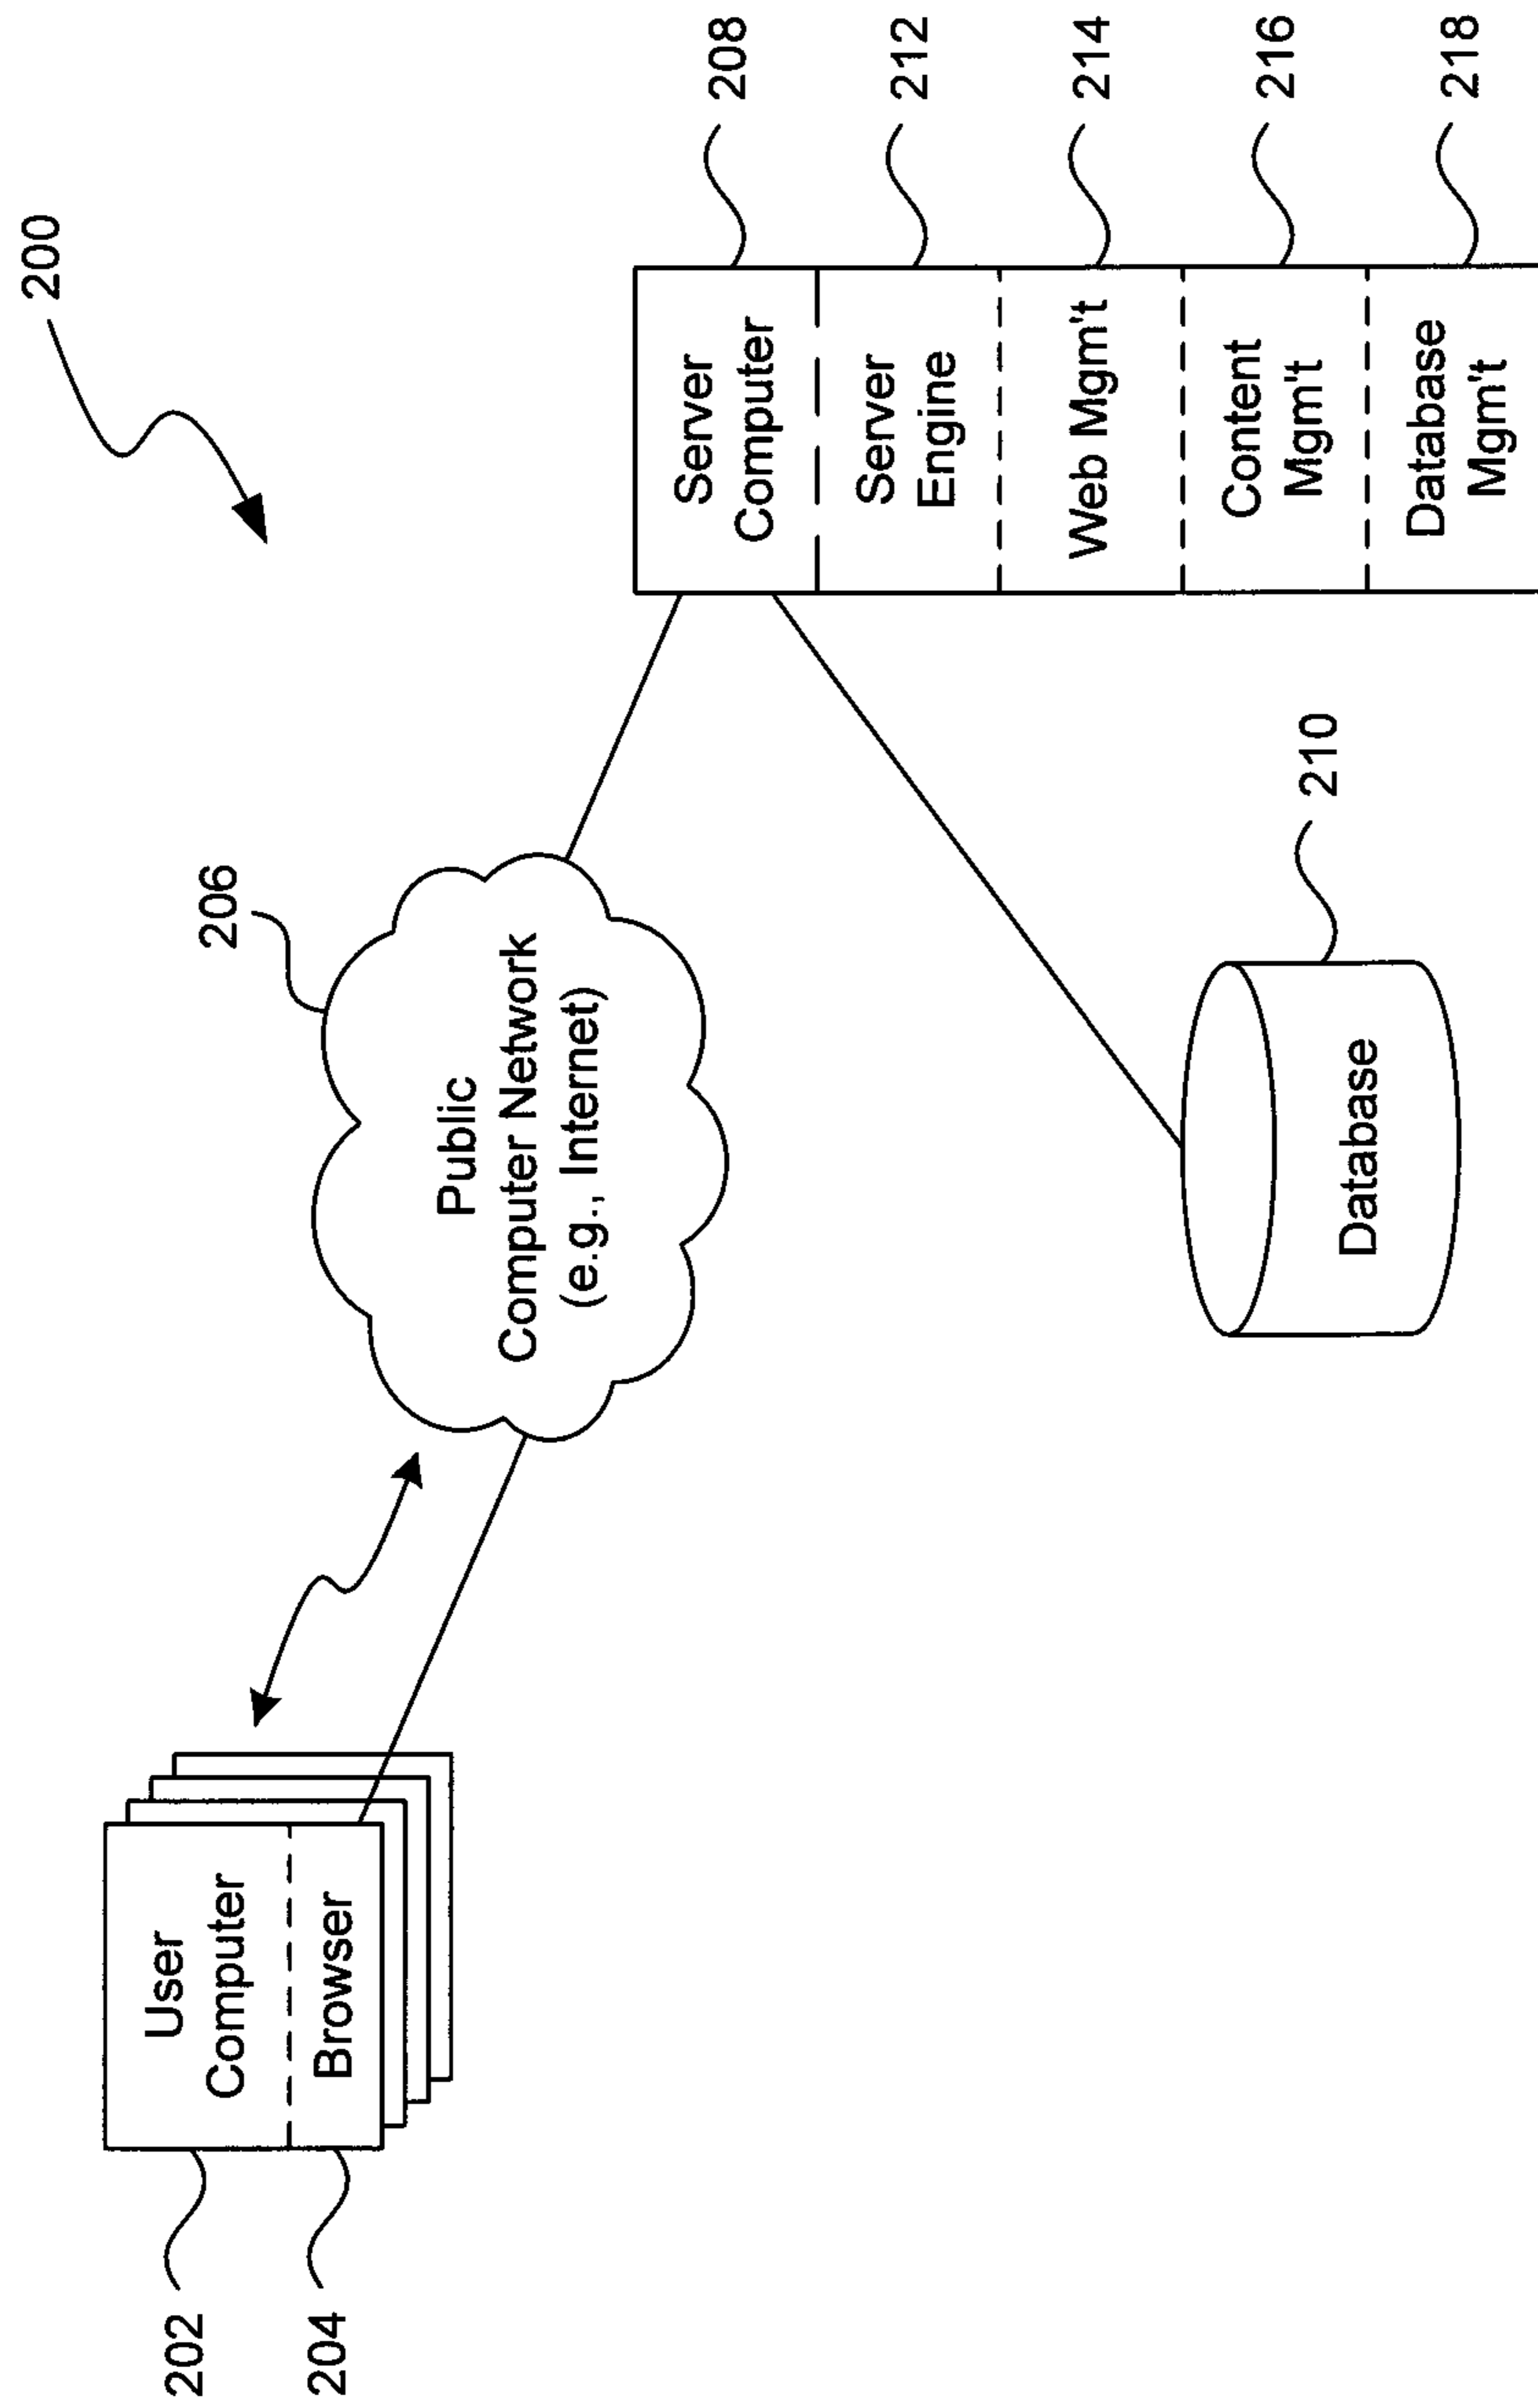 200
202
User
Computer
204
Browser
206
Public
Computer Network
(e.g., Internet)
Server
Computer
208
Server
Engine
212
Web Mgm't
214
Content
Mgm't
216
Database
Mgm't
218
Database
210